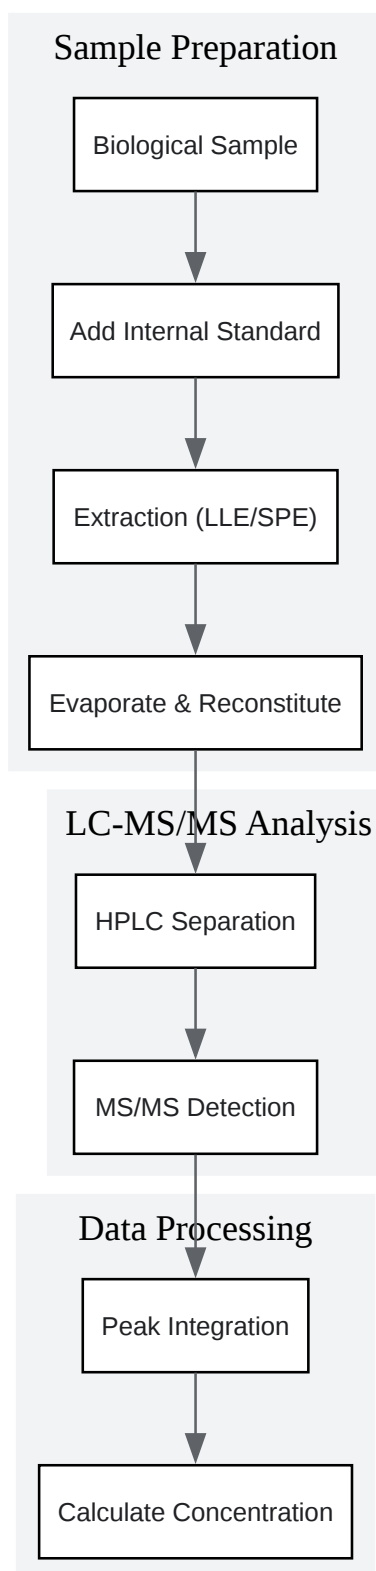 Sample Preparation
Biological Sample
Add Internal Standard
Extraction (LLE/SPE)
Evaporate & Reconstitute
LC-MS/MS Analysis
HPLC Separation
MS/MS Detection
Data Processing
Peak Integration
Calculate Concentration